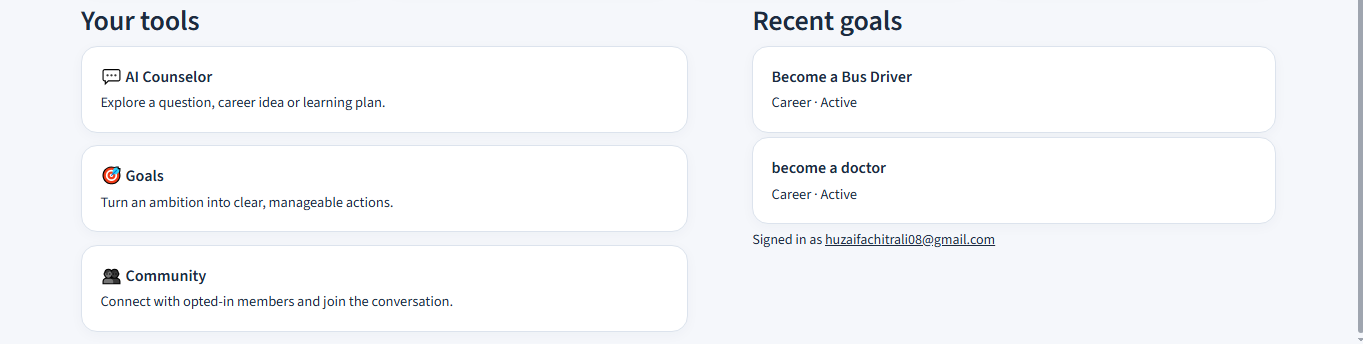 Your tools
AI Counselor
Explore a question, career idea or learning plan.
Goals
Turn an ambition into clear, manageable actions.
Community
Connect with opted-in members and join the conversation.
Recent goals
Become a Bus Driver
Career · Active
become a doctor
Career · Active
Signed in as huzaifachitrali08@gmail.com